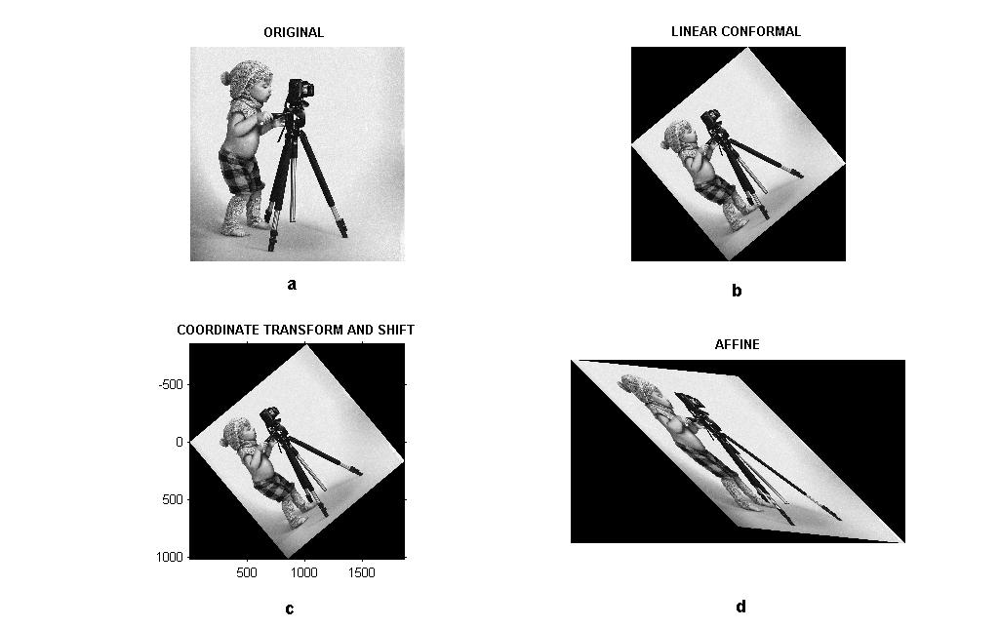 ORIGINAL
LINEAR CONFORMAL
a
b
COORDINATE TRANSFORM AND SHIFT
AFFINE
-500
0
500
1000
500 1000 1500
c
d